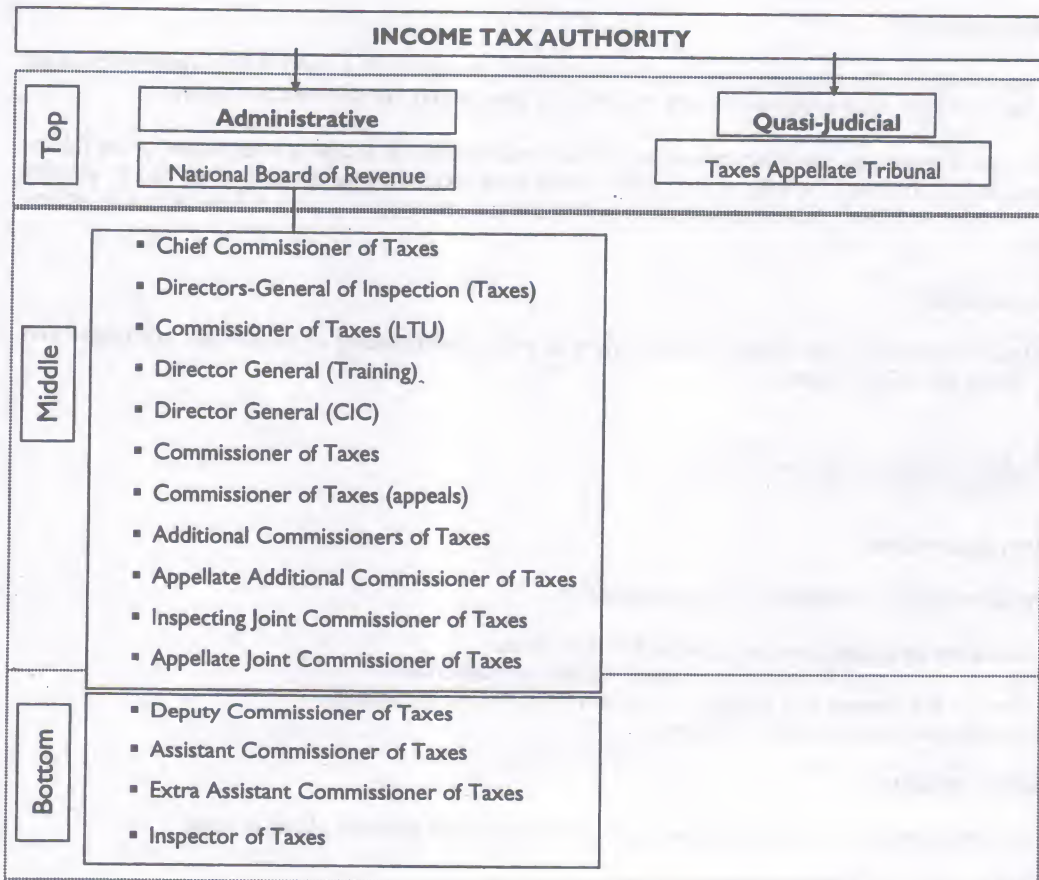 INCOME TAX AUTHORITY
Top
Administrative
Quasi-Judicial
National Board of Revenue
Taxes Appellate Tribunal
Middle
▪ Chief Commissioner of Taxes
▪ Directors-General of Inspection (Taxes)
▪ Commissioner of Taxes (LTU)
▪ Director General (Training)
▪ Director General (CIC)
▪ Commissioner of Taxes
▪ Commissioner of Taxes (appeals)
▪ Additional Commissioners of Taxes
▪ Appellate Additional Commissioner of Taxes
▪ Inspecting Joint Commissioner of Taxes
▪ Appellate Joint Commissioner of Taxes
Bottom
▪ Deputy Commissioner of Taxes
▪ Assistant Commissioner of Taxes
▪ Extra Assistant Commissioner of Taxes
▪ Inspector of Taxes